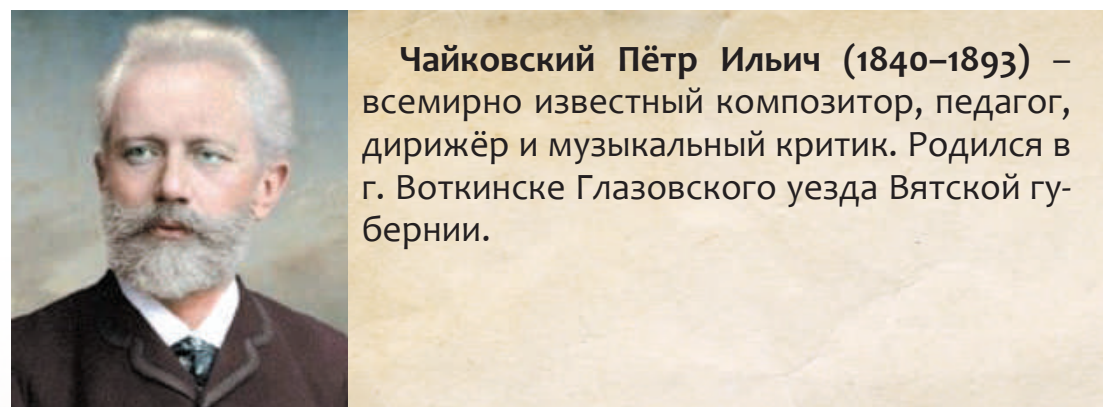 Чайковский Пётр Ильич (1840–1893) –
всемирно известный композитор, педагог,
дирижёр и музыкальный критик. Родился в
г. Воткинске Глазовского уезда Вятской гу-
бернии.